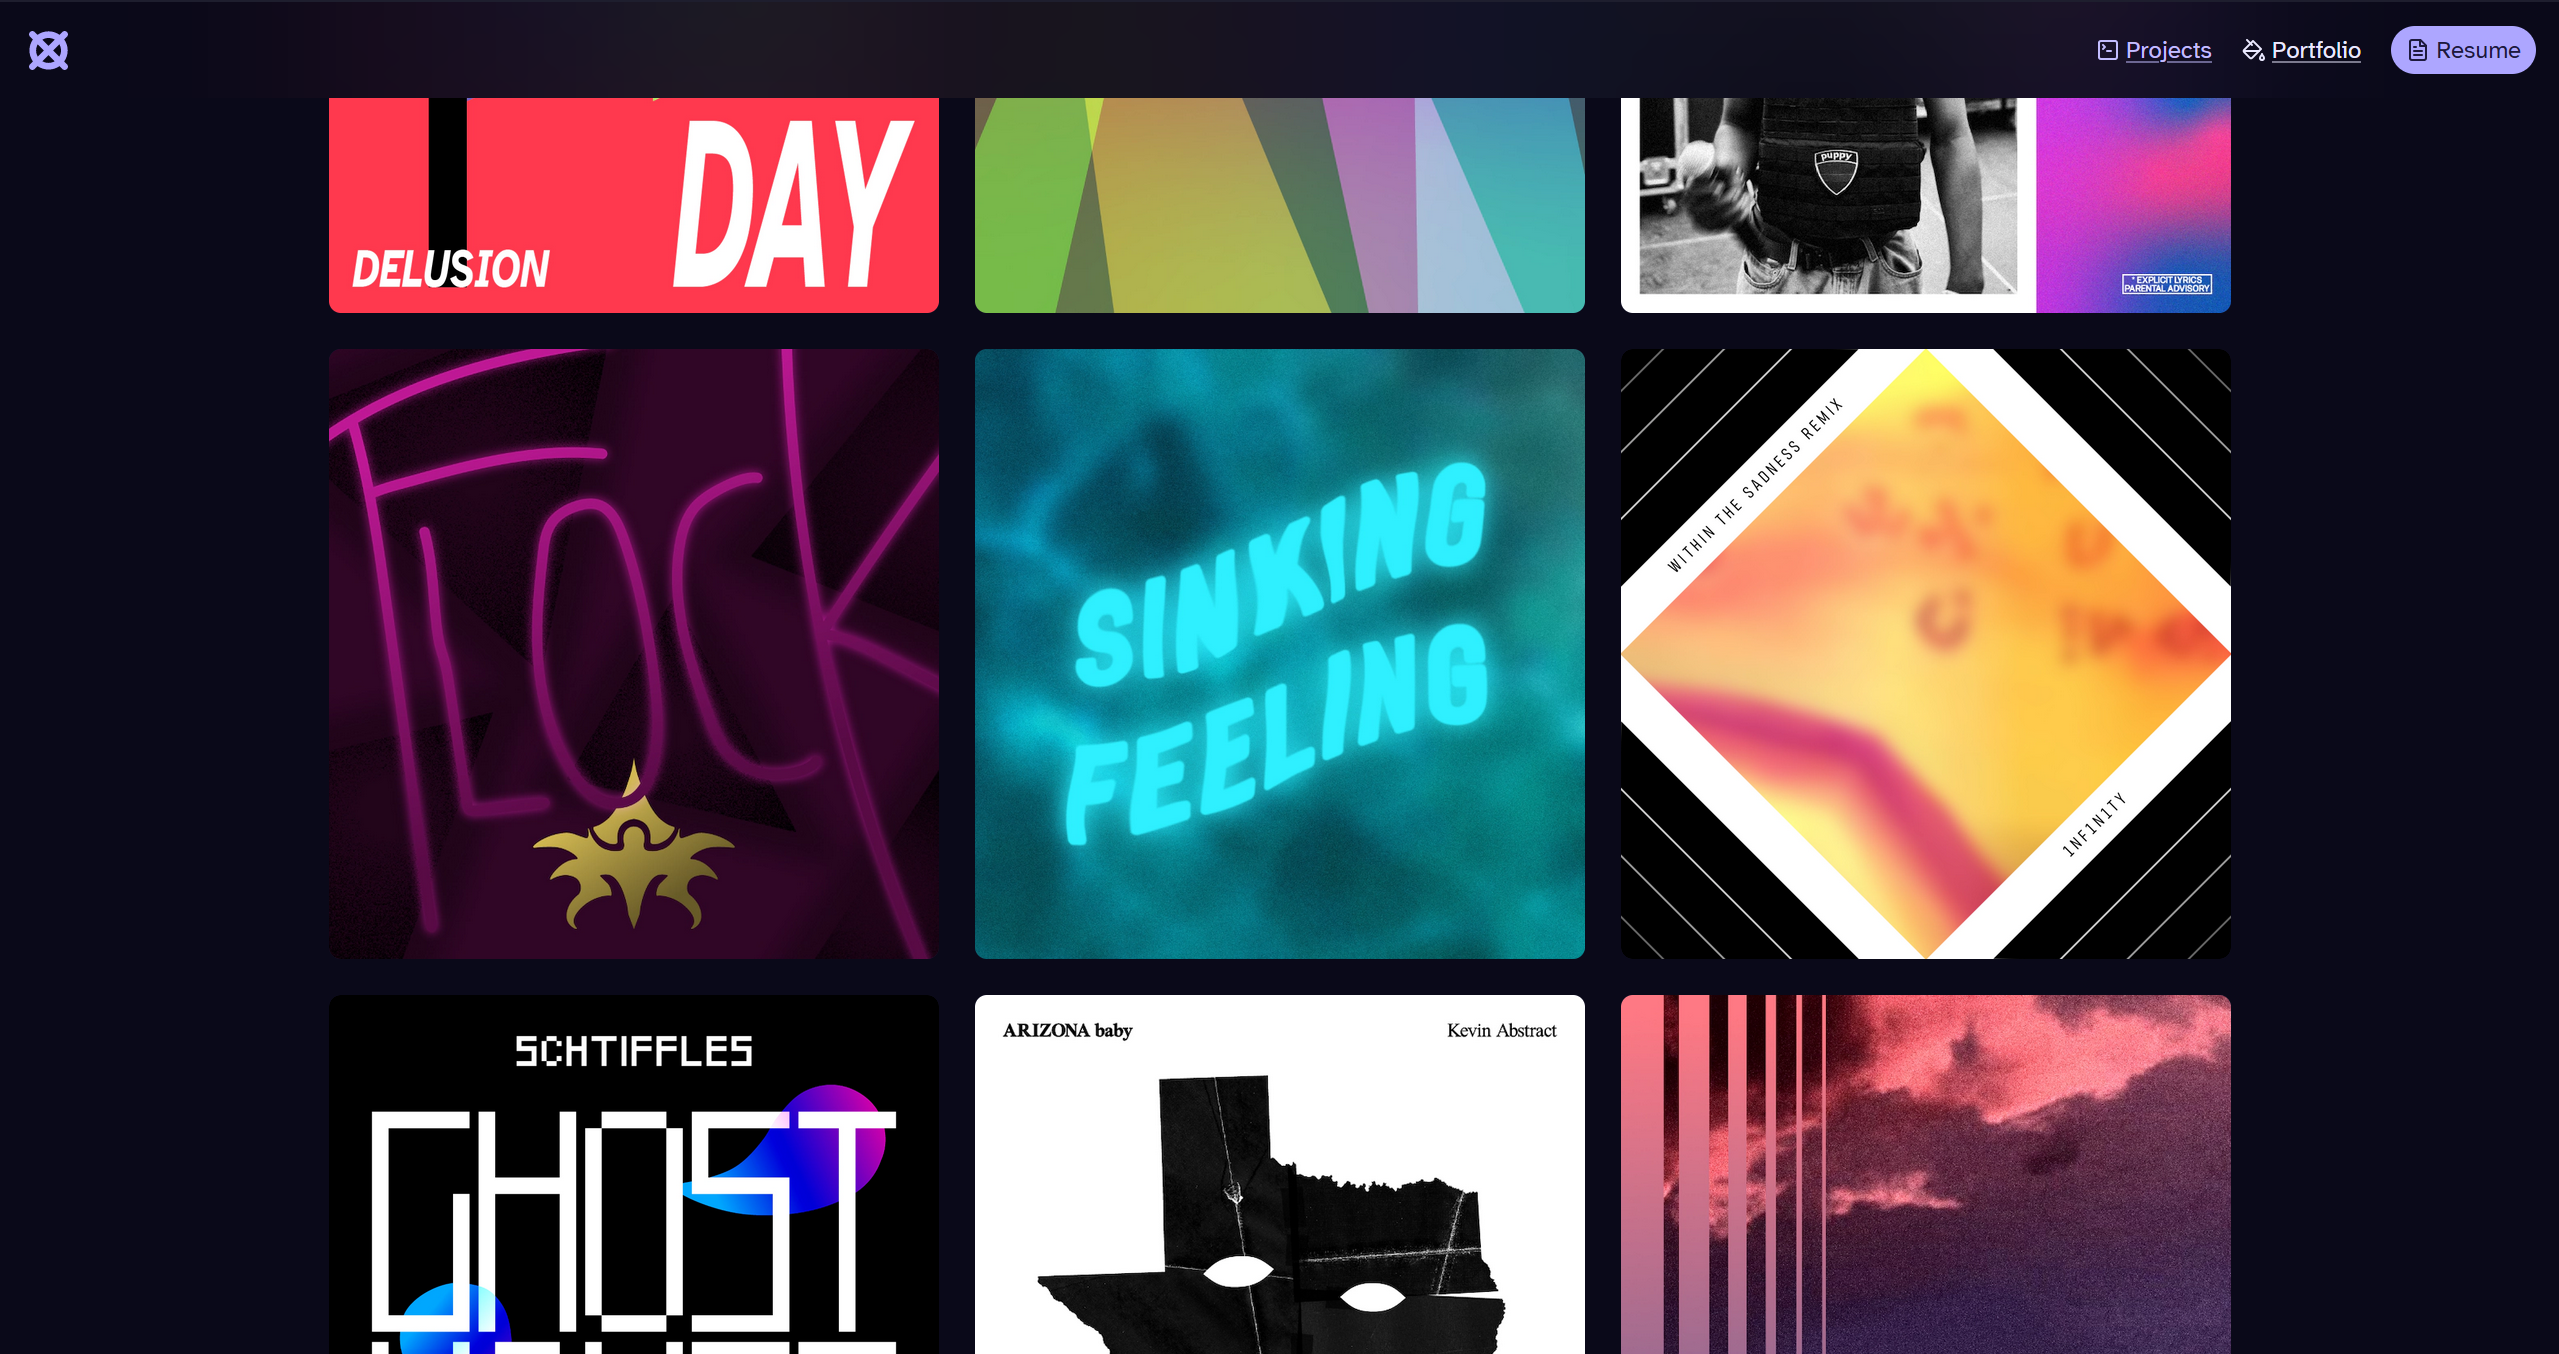 Projects
Portfolio
Resume
DAY
DELUSION
puppy
* EXPLICIT LYRICS
PARENTAL ADVISORY
FLOCK
SINKING
FEELING
WITHIN THE SADNESS REMIX
1NF1N1TY
SCHTIFFLES
GHOST
ARIZONA baby
Kevin Abstract